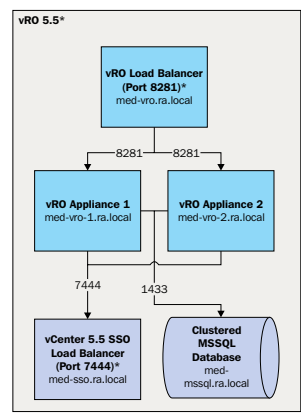 vRO 5.5*
vRO Load Balancer
(Port 8281)*
med-vro.ra.local
8281
8281
vRO Appliance 1
med-vro-1.ra.local
vRO Appliance 2
med-vro-2.ra.local
7444
1433
vCenter 5.5 SSO
Load Balancer
(Port 7444)*
med-sso.ra.local
Clustered
MSSQL
Database
med-
mssql.ra.local